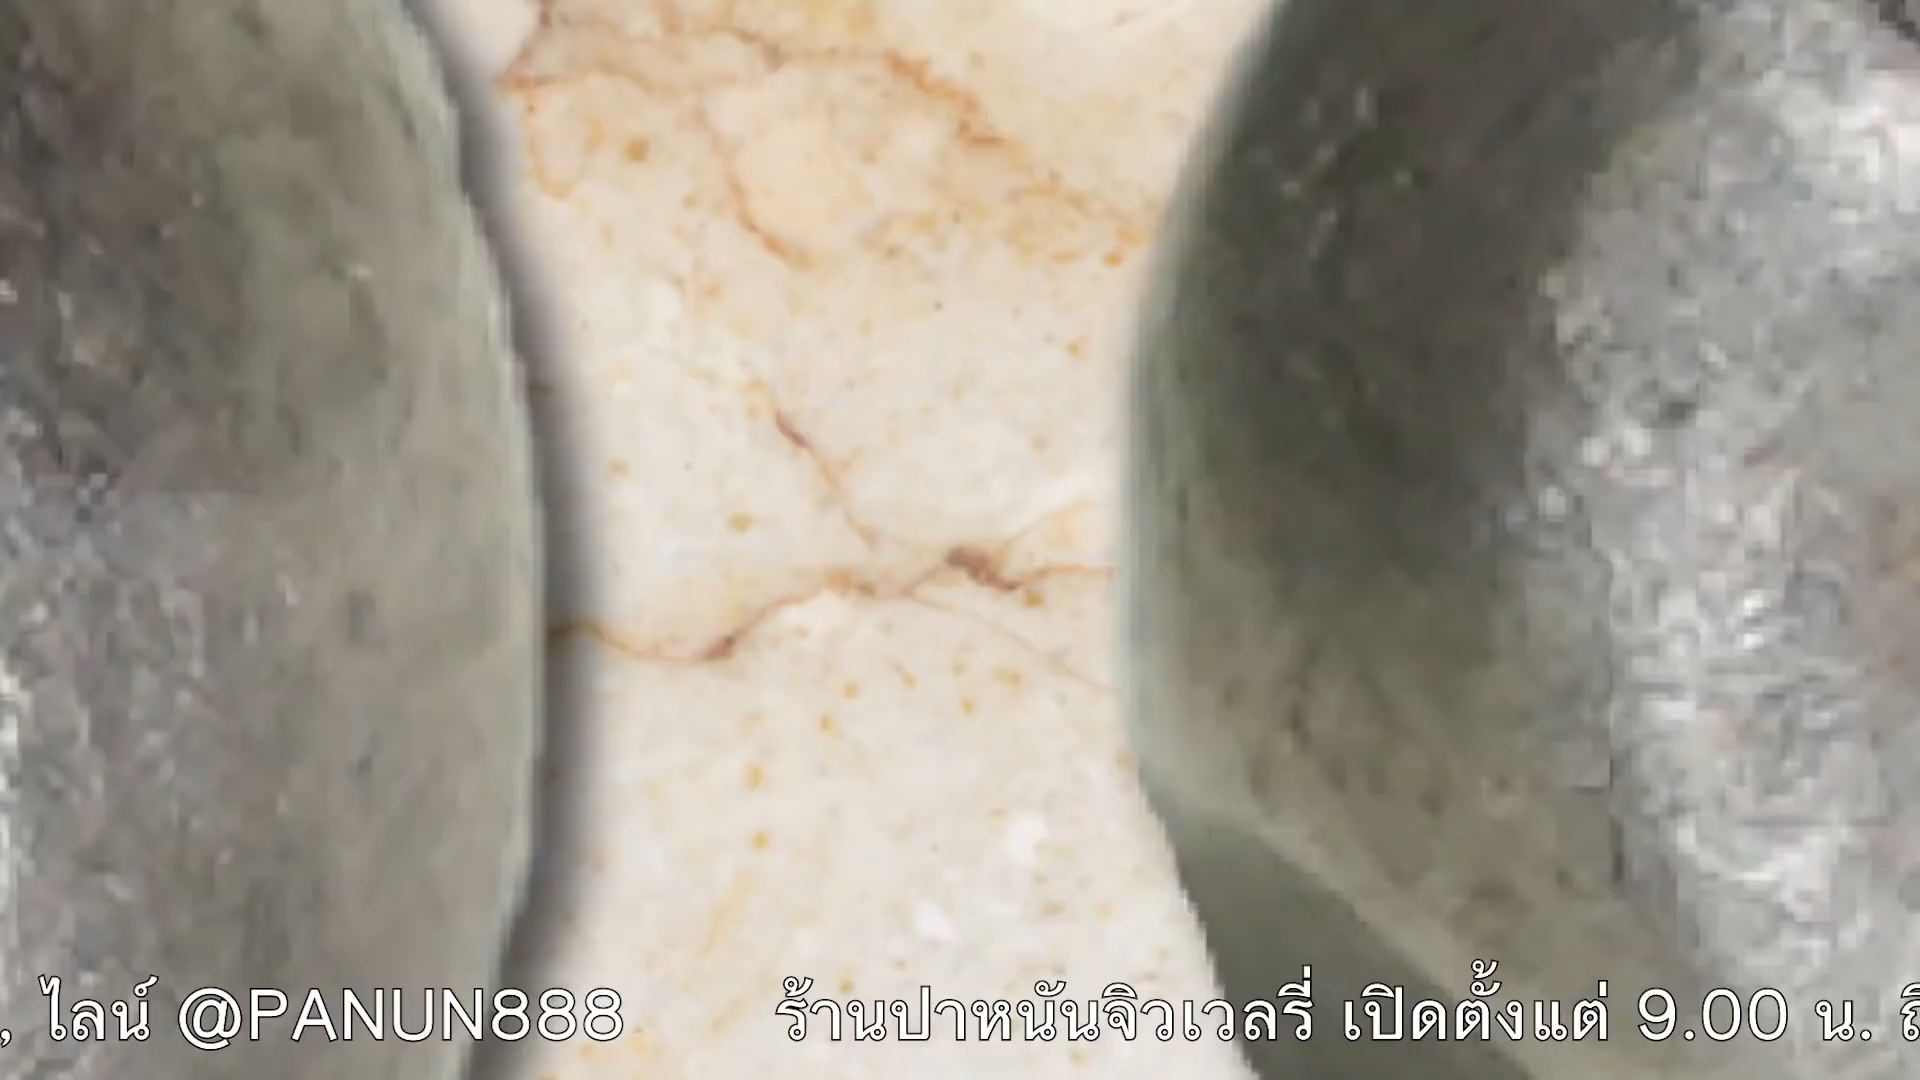 , ไลน์ @PANUN888 ร้านปาหนันจิวเวลรี่ เปิดตั้งแต่ 9.00 น.